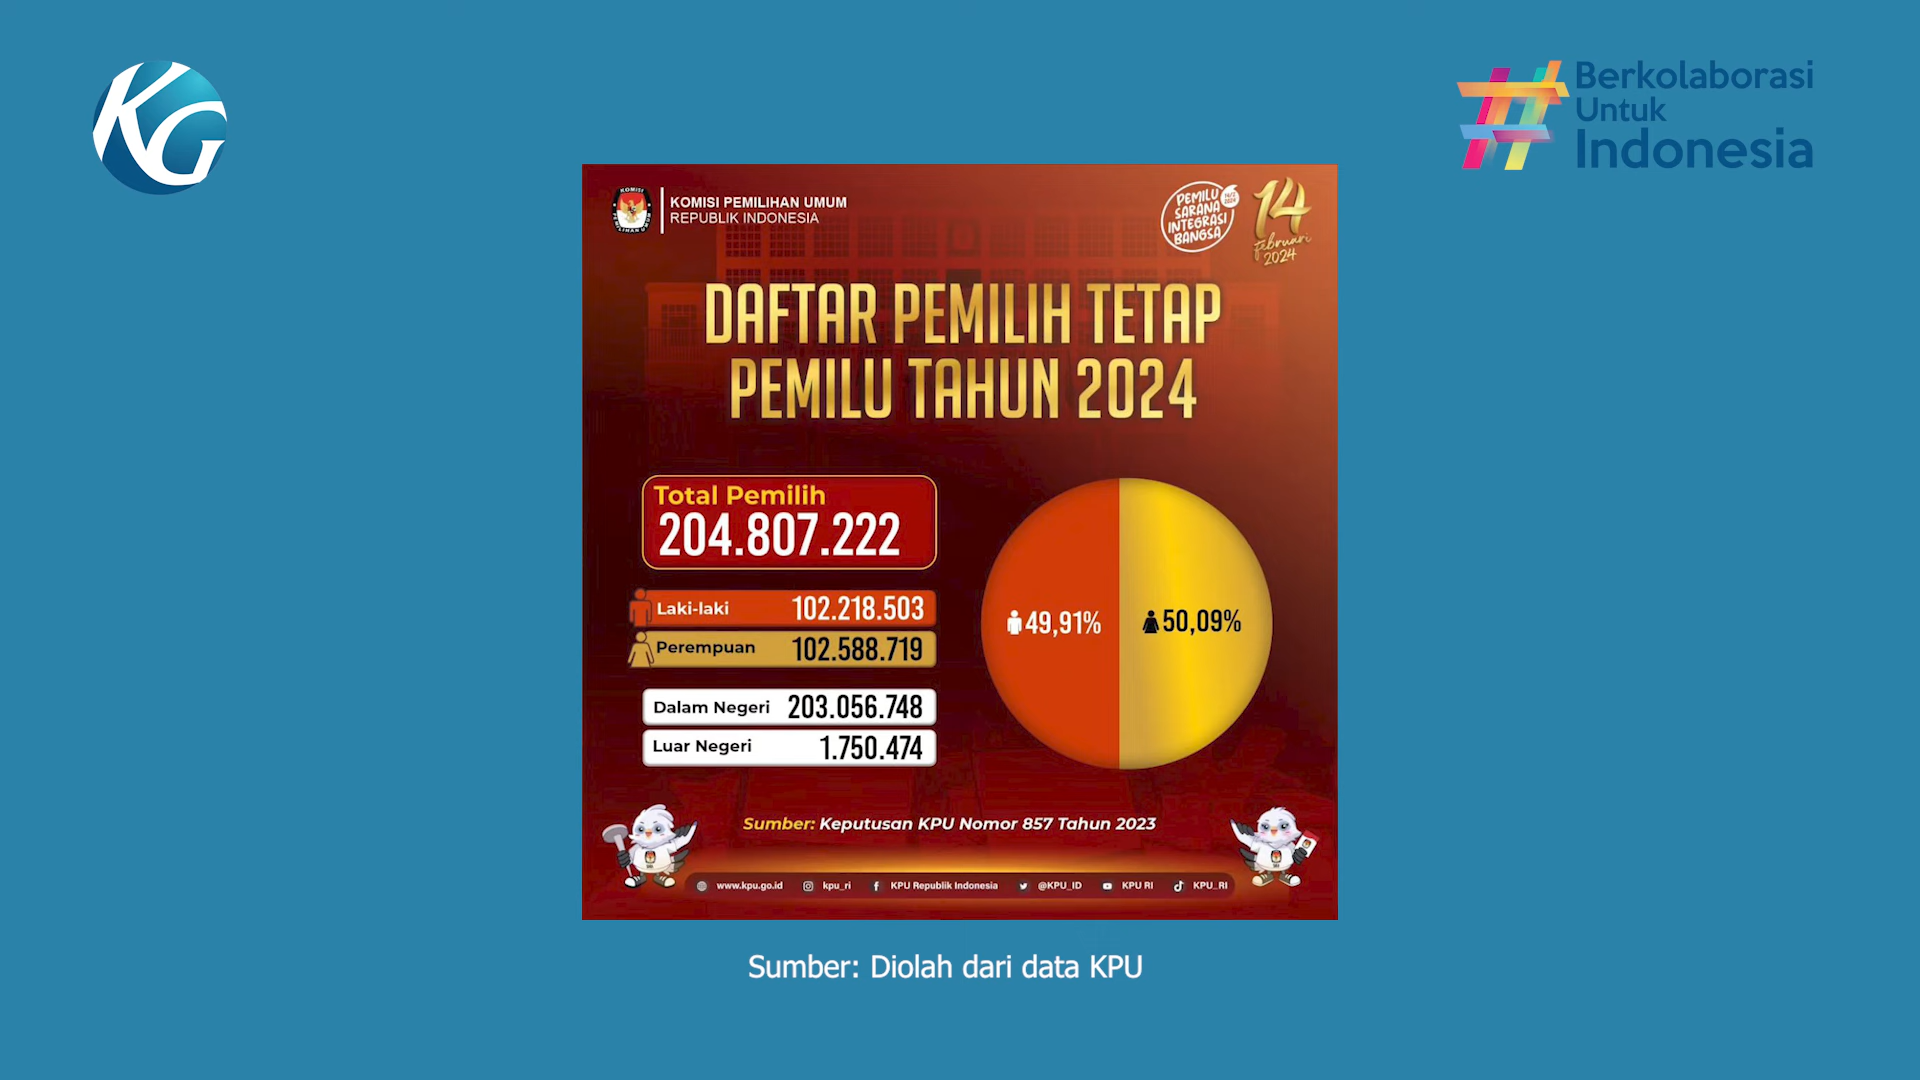 KG
# Berkolaborasi
Untuk
Indonesia
KOMISI PEMILIHAN UMUM
REPUBLIK INDONESIA
PEMILU
SARANA
INTEGRASI
BANGSA
14
Februari
2024
DAFTAR PEMILIH TETAP
PEMILU TAHUN 2024
Total Pemilih
204.807.222
Laki-laki 102.218.503
Perempuan 102.588.719
Dalam Negeri 203.056.748
Luar Negeri 1.750.474
49,91% 50,09%
Sumber: Keputusan KPU Nomor 857 Tahun 2023
www.kpu.go.id kpu_ri KPU Republik Indonesia @KPU_ID KPU RI KPU_RI
Sumber: Diolah dari data KPU